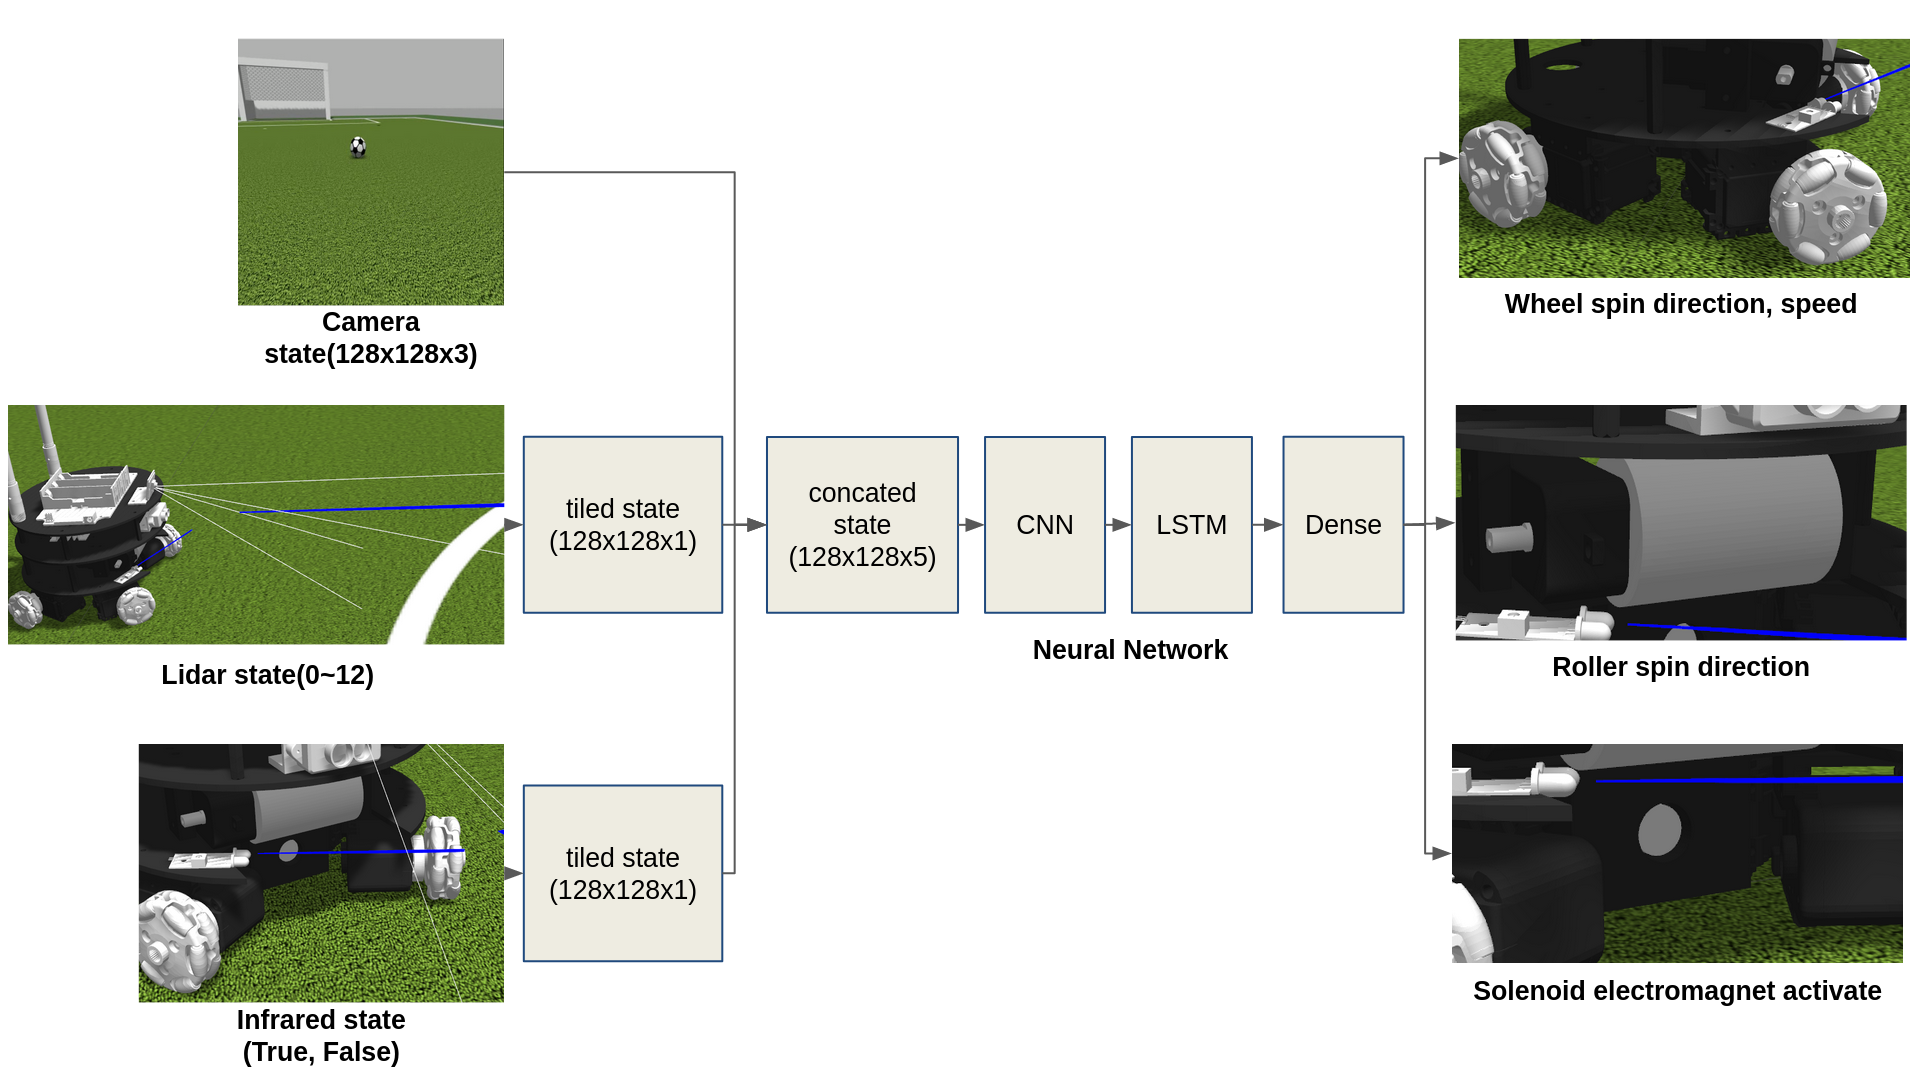 Camera
state(128x128x3)
Lidar state(0~12)
Infrared state
(True, False)
tiled state
(128x128x1)
tiled state
(128x128x1)
concated
state
(128x128x5)
CNN
LSTM
Dense
Neural Network
Wheel spin direction, speed
Roller spin direction
Solenoid electromagnet activate